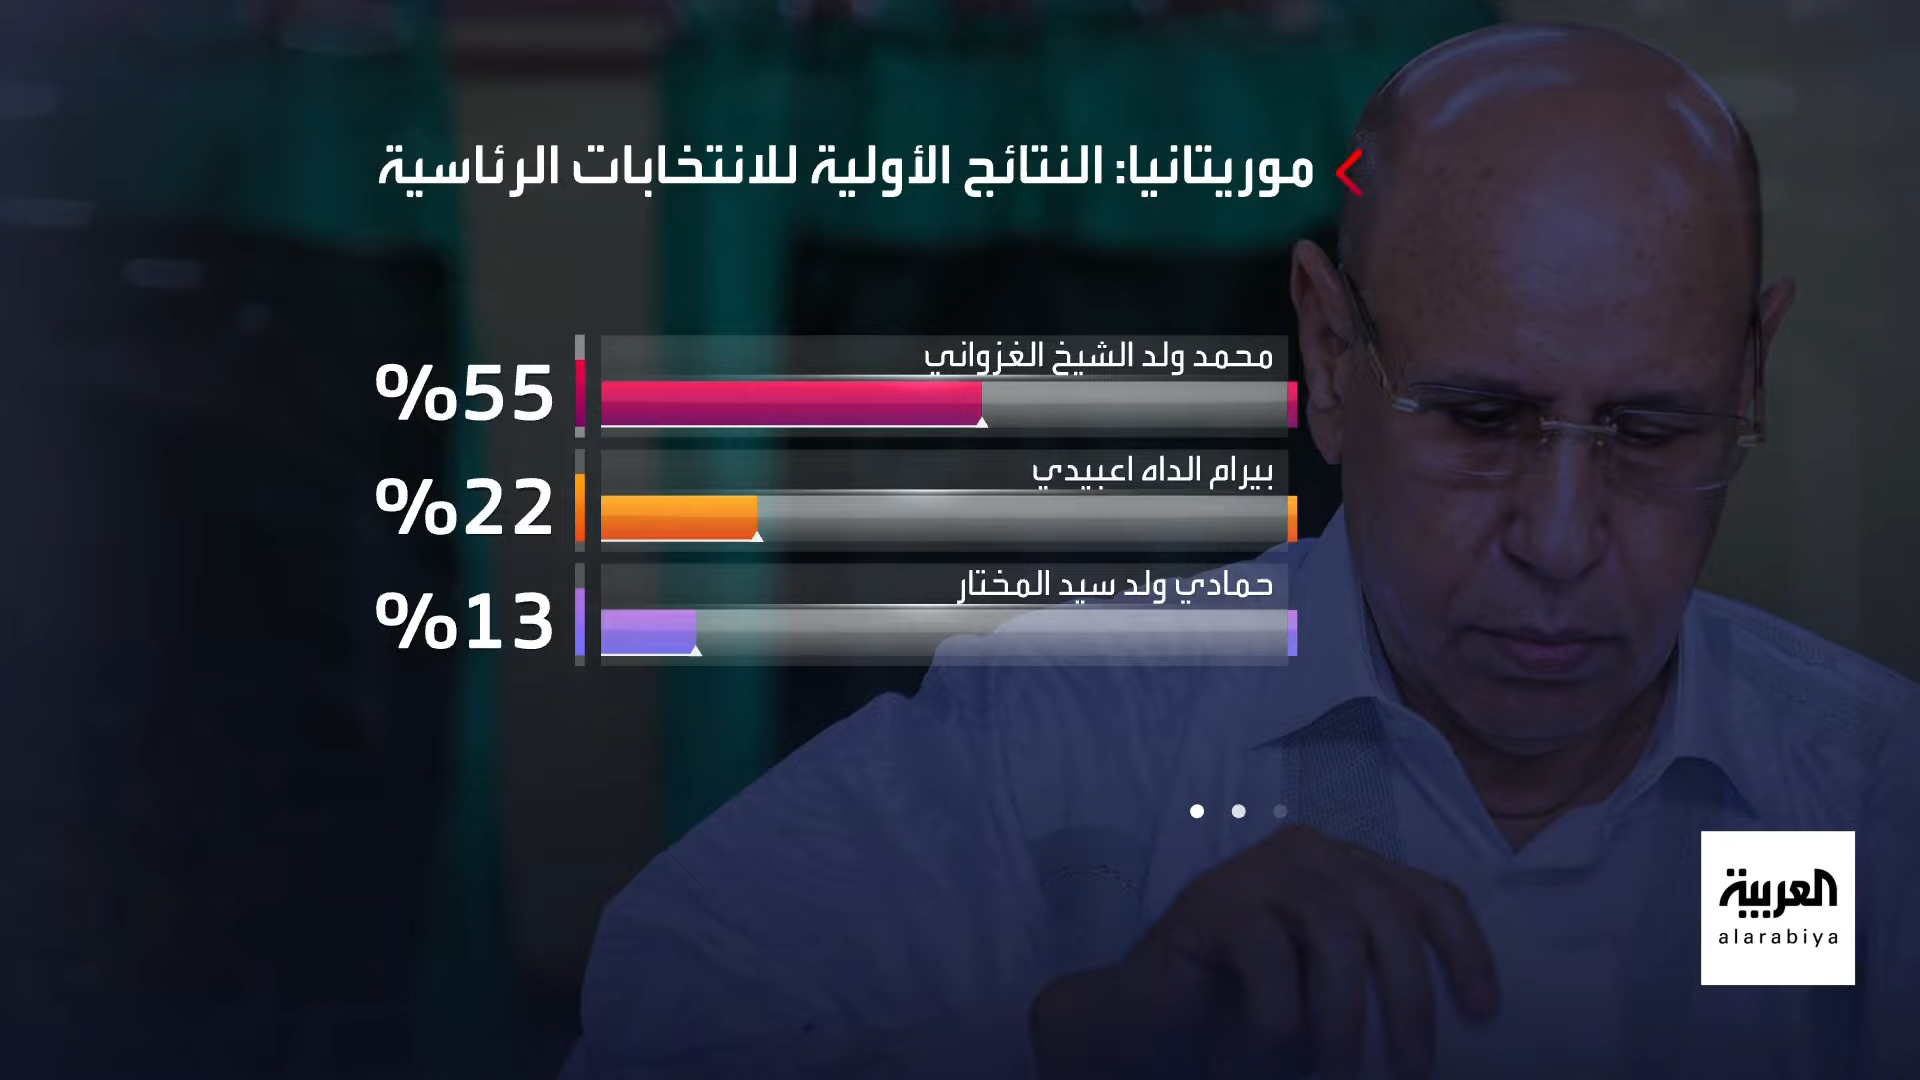 موريتانيا: النتائج الأولية للانتخابات الرئاسية
محمد ولد الشيخ الغزواني
%55
بيرام الداه اعبيدي
%22
حمادي ولد سيد المختار
%13
العربية
alarabiya